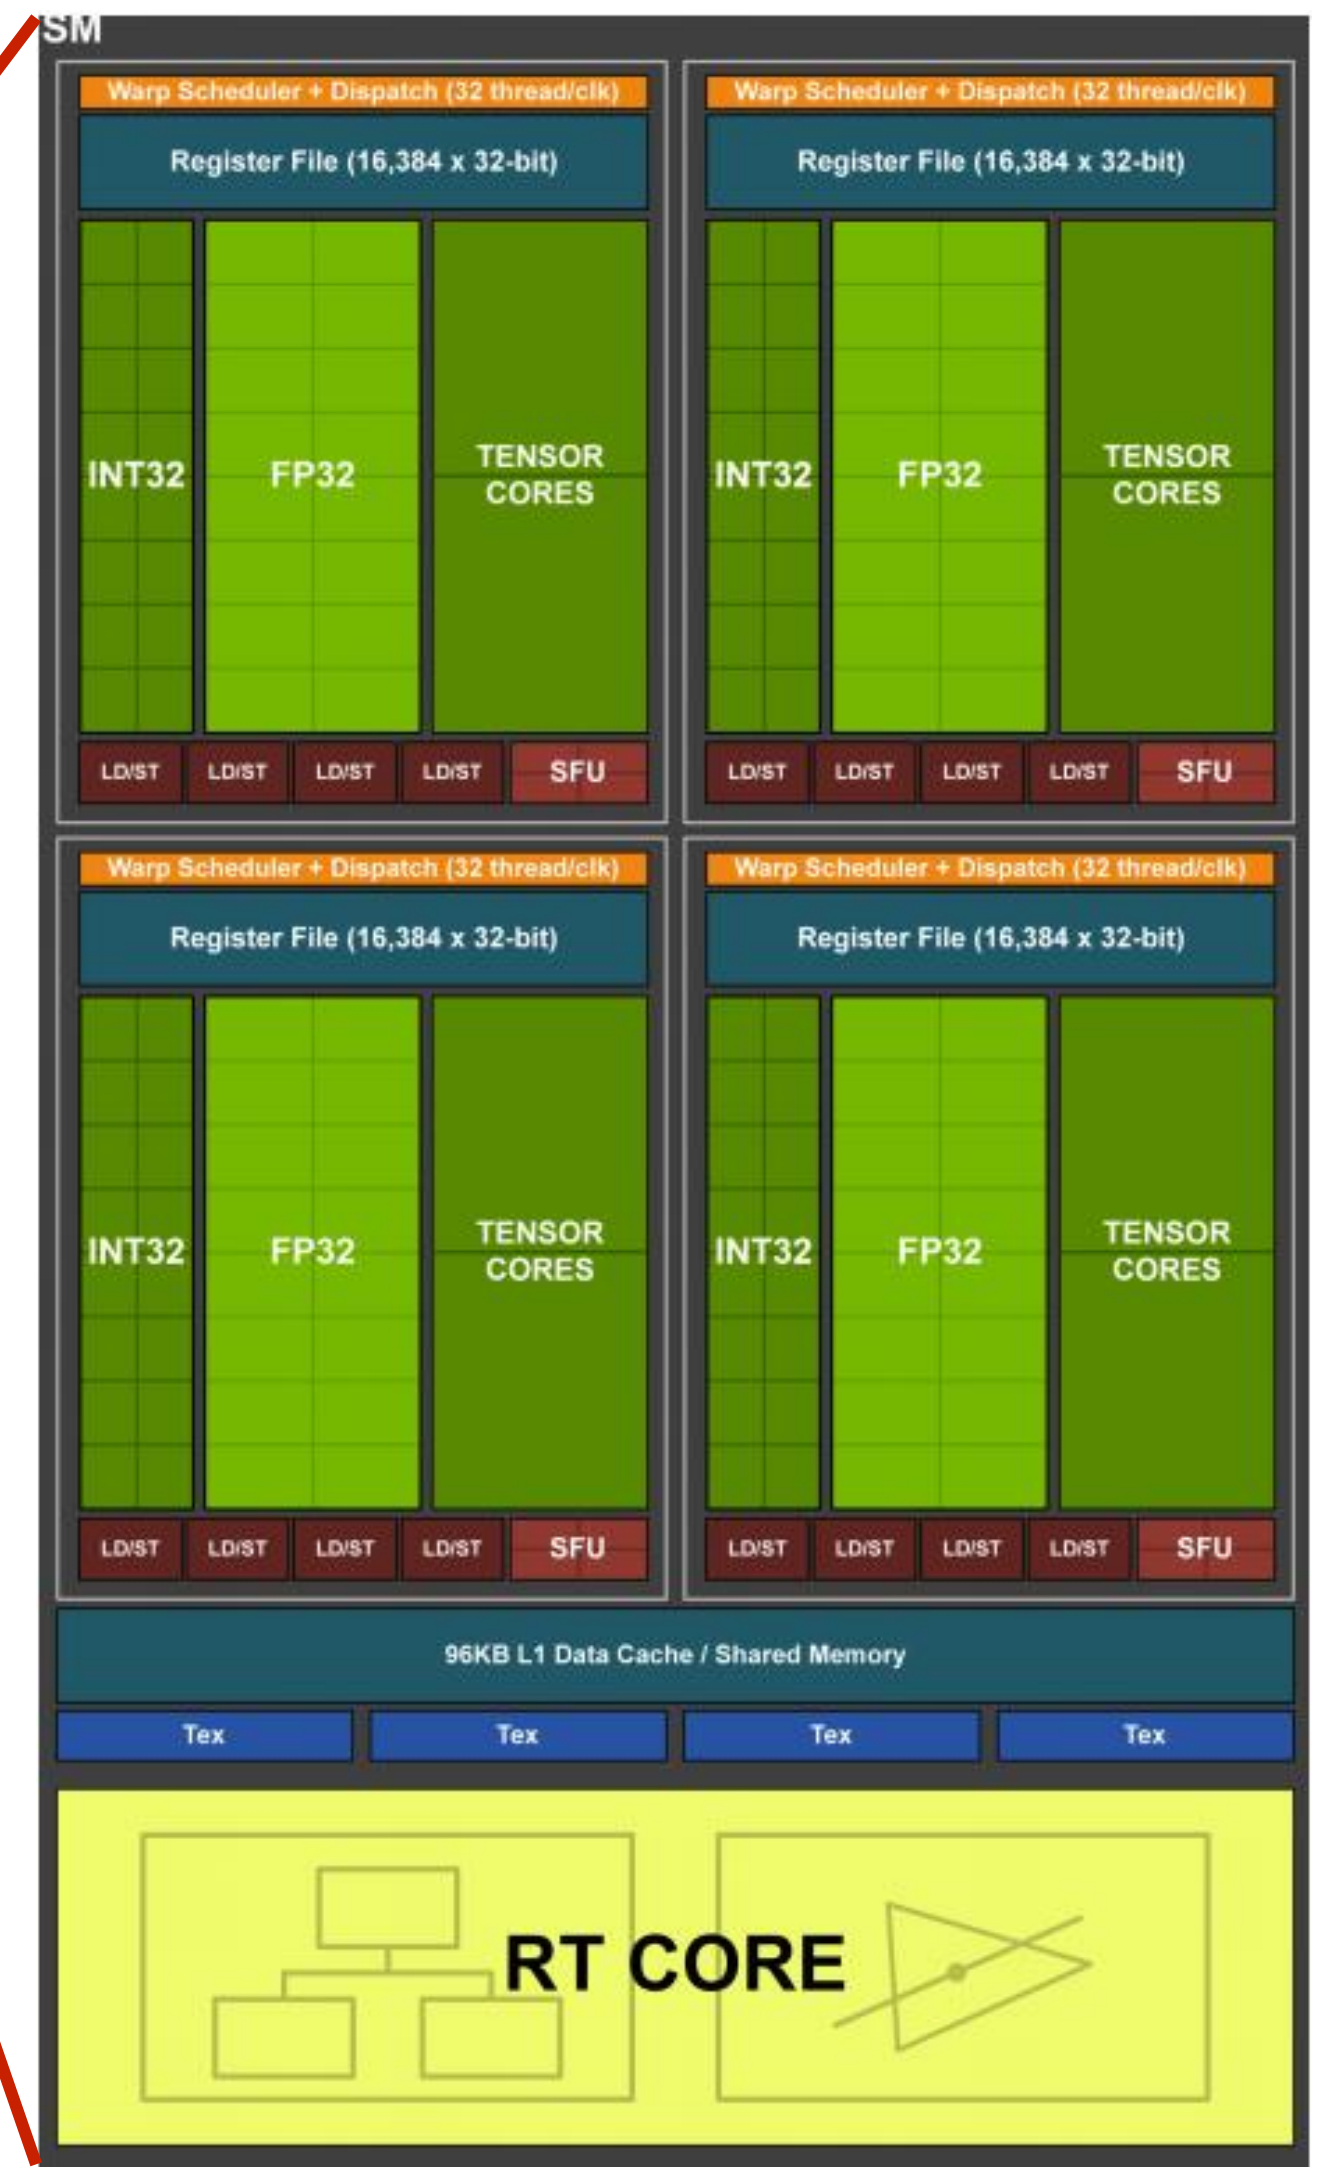 SM
Warp Scheduler + Dispatch (32 thread/clk)
Register File (16,384 x 32-bit)
INT32
FP32
TENSOR
CORES
LD/ST LD/ST LD/ST LD/ST SFU
Warp Scheduler + Dispatch (32 thread/clk)
Register File (16,384 x 32-bit)
INT32
FP32
TENSOR
CORES
LD/ST LD/ST LD/ST LD/ST SFU
Warp Scheduler + Dispatch (32 thread/clk)
Register File (16,384 x 32-bit)
INT32
FP32
TENSOR
CORES
LD/ST LD/ST LD/ST LD/ST SFU
Warp Scheduler + Dispatch (32 thread/clk)
Register File (16,384 x 32-bit)
INT32
FP32
TENSOR
CORES
LD/ST LD/ST LD/ST LD/ST SFU
96KB L1 Data Cache / Shared Memory
Tex Tex Tex Tex
RT CORE